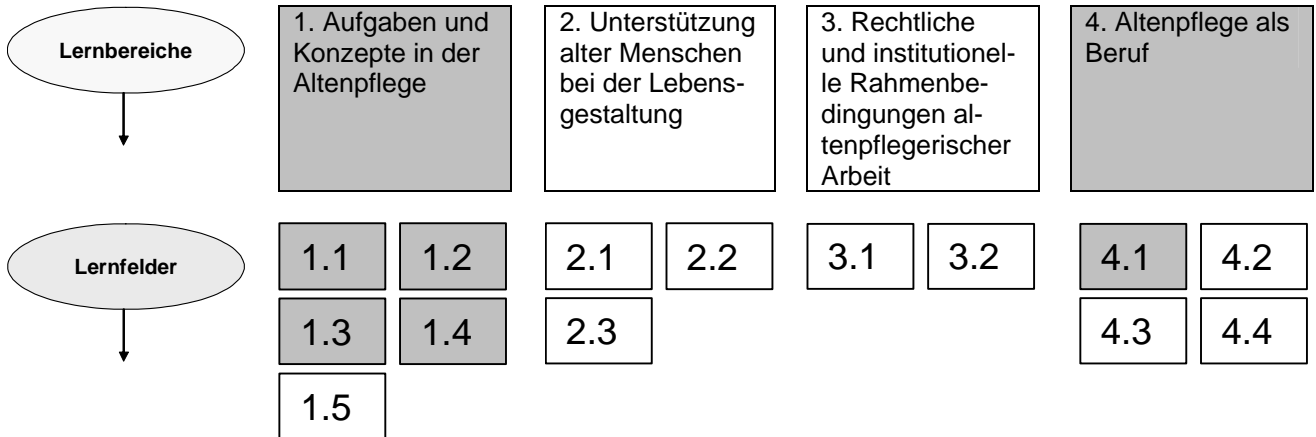 Lernbereiche
1. Aufgaben und
Konzepte in der
Altenpflege
2. Unterstützung
alter Menschen
bei der Lebens-
gestaltung
3. Rechtliche
und institutionel-
le Rahmenbe-
dingungen al-
tenpflegerischer
Arbeit
4. Altenpflege als
Beruf
Lernfelder
1.1 1.2 2.1 2.2 3.1 3.2 4.1 4.2
1.3 1.4 2.3 4.3 4.4
1.5